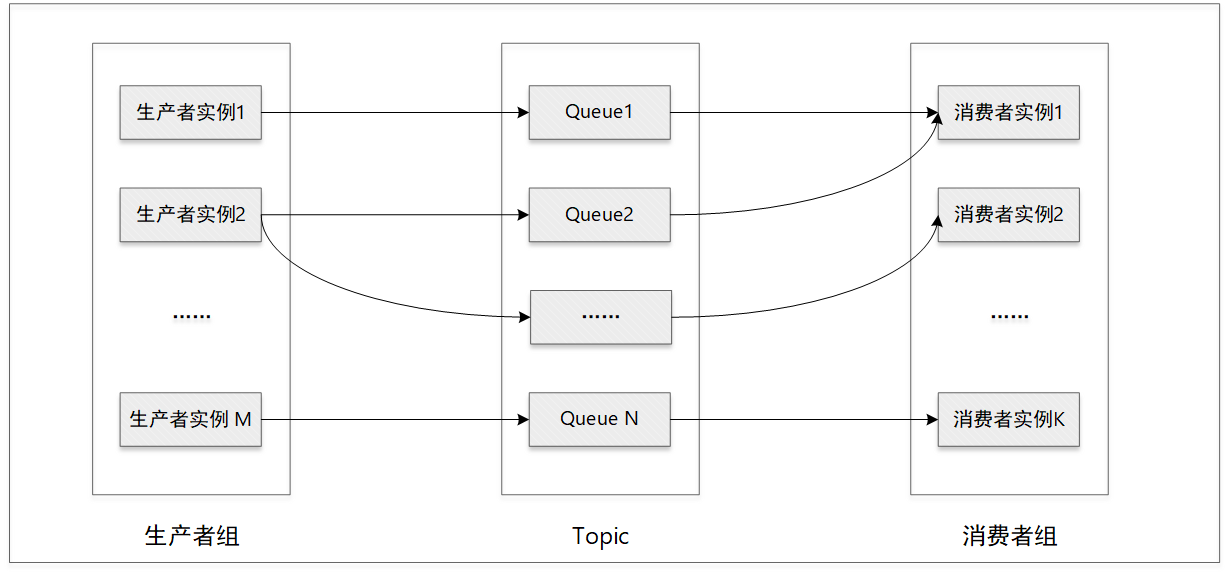 生产者实例1
Queue1
消费者实例1
生产者实例2
Queue2
消费者实例2
......
......
......
生产者实例 M
Queue N
消费者实例K
生产者组
Topic
消费者组